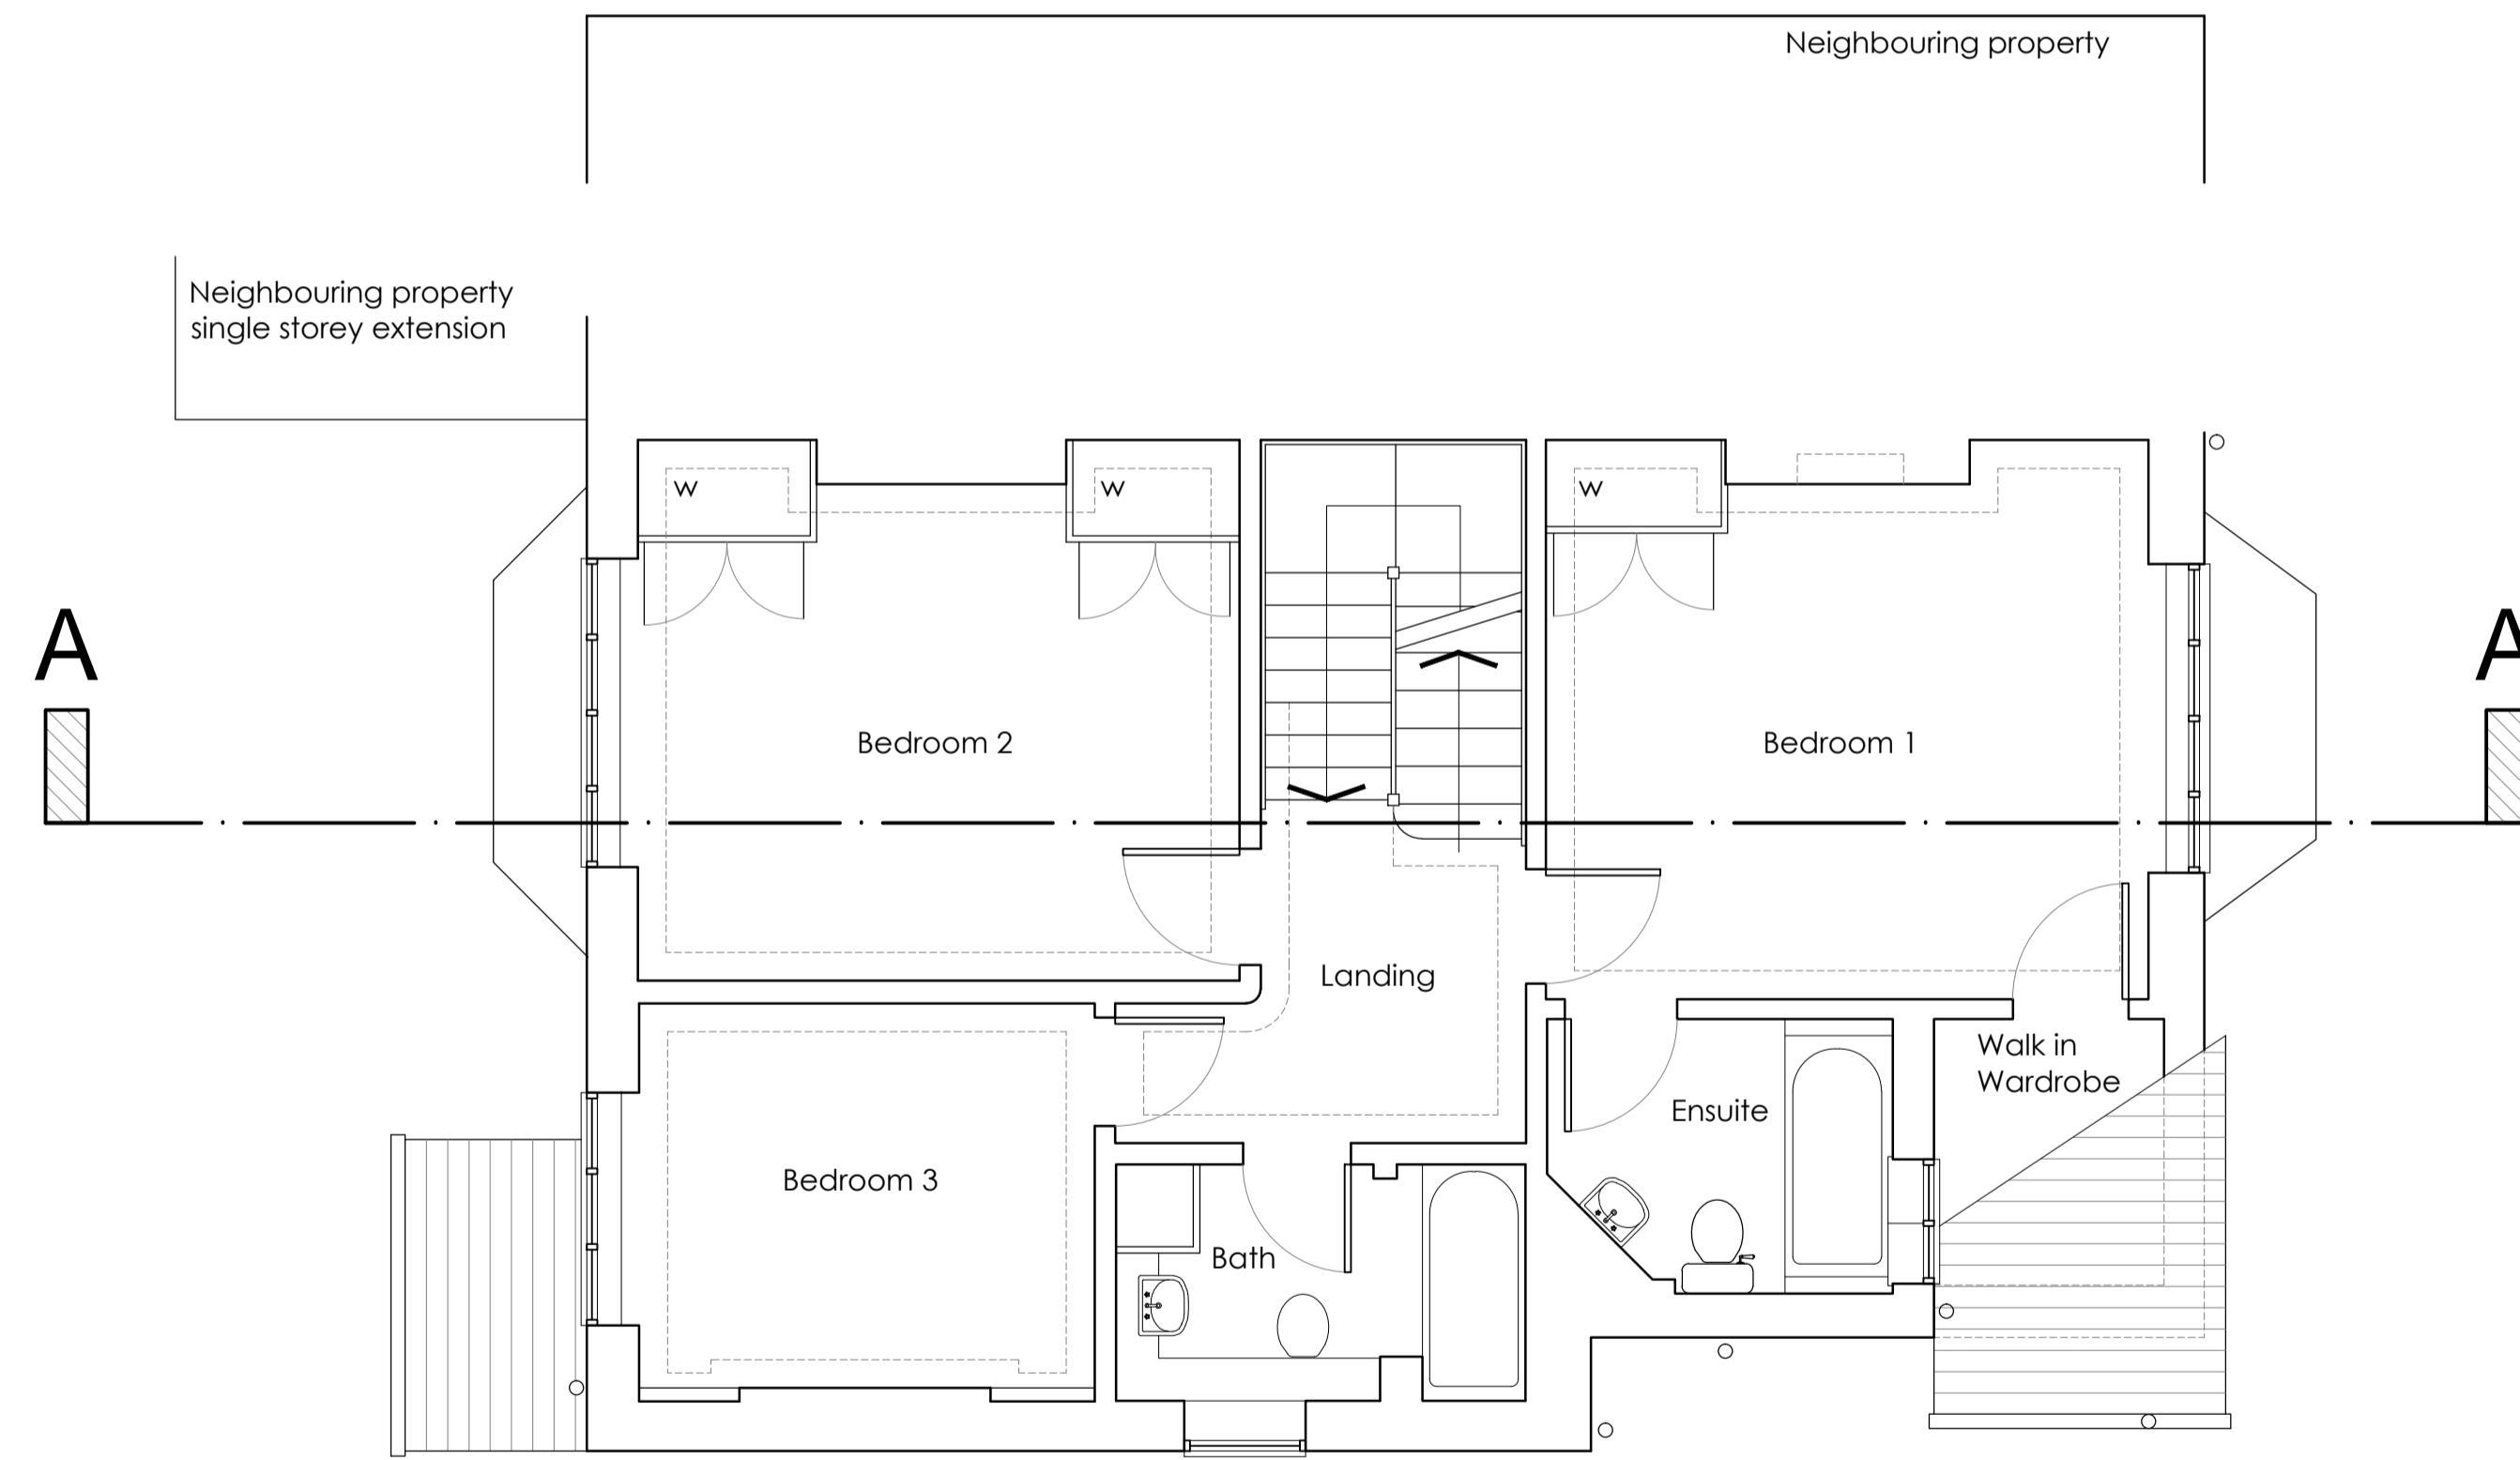 Neighbouring property
Neighbouring property
single storey extension
W
W
W
A
A
Bedroom 2
Bedroom 1
Landing
Walk in
Wardrobe
Ensuite
Bedroom 3
Bath